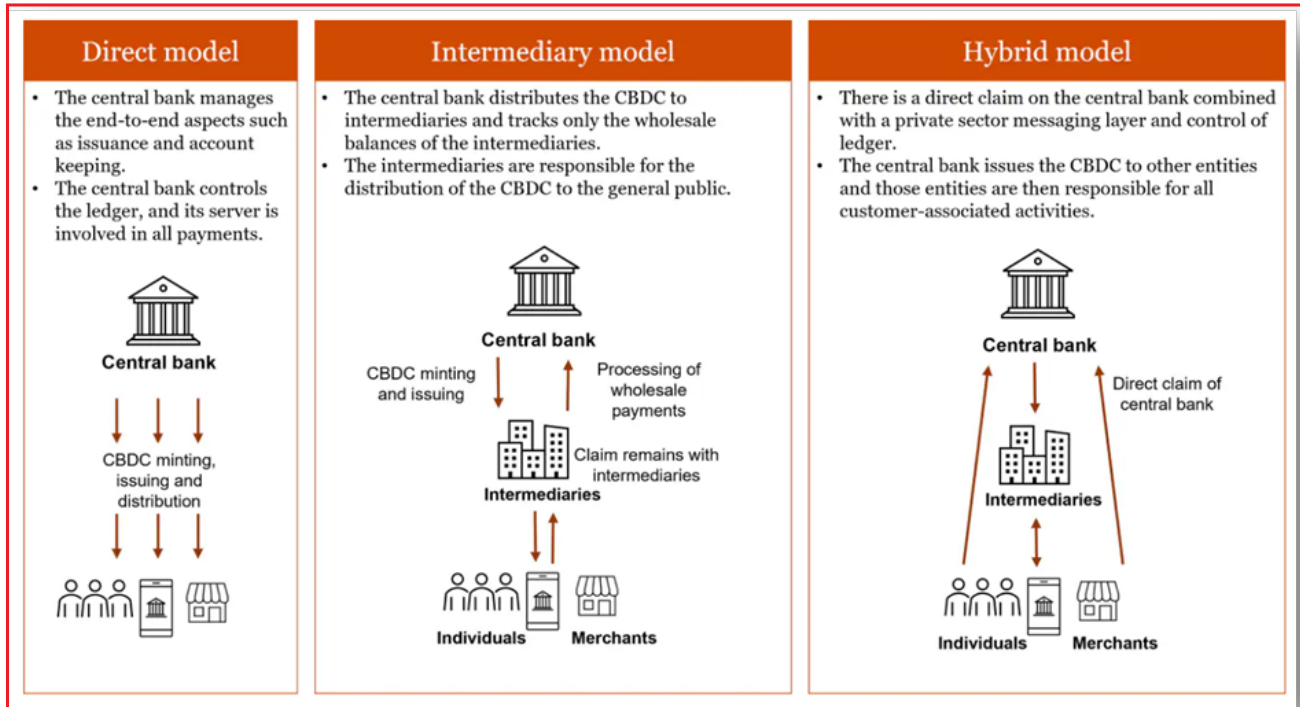 Direct model
• The central bank manages
the end-to-end aspects such
as issuance and account
keeping.
• The central bank controls
the ledger, and its server is
involved in all payments.
Central bank
CBDC minting,
issuing and
distribution
Intermediary model
• The central bank distributes the CBDC to
intermediaries and tracks only the wholesale
balances of the intermediaries.
• The intermediaries are responsible for the
distribution of the CBDC to the general public.
Central bank
CBDC minting
and issuing
Processing of
wholesale
payments
Claim remains with
intermediaries
Intermediaries
Individuals
Merchants
Hybrid model
• There is a direct claim on the central bank combined
with a private sector messaging layer and control of
ledger.
• The central bank issues the CBDC to other entities
and those entities are then responsible for all
customer-associated activities.
Central bank
Direct claim of
central bank
Intermediaries
Individuals
Merchants